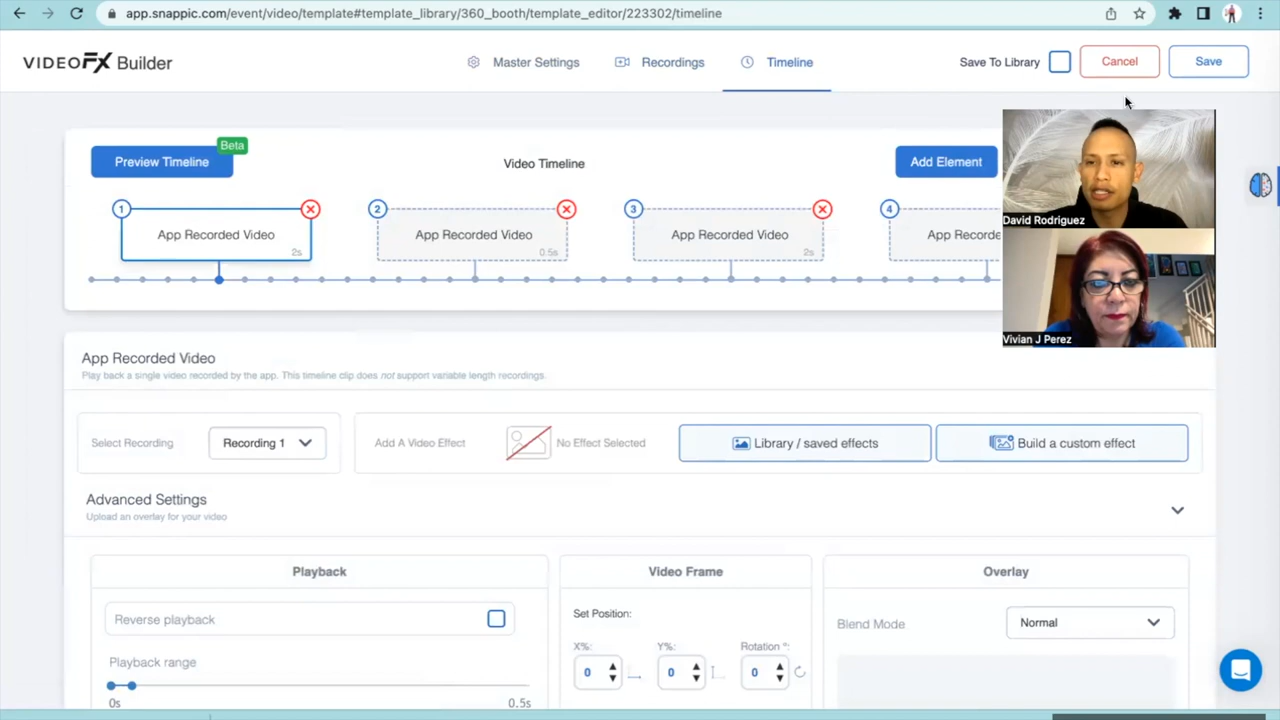 app.snappic.com/event/video/template#template_library/360_booth/template_editor/223302/timeline
VIDEOFX Builder
Master Settings
Recordings
Timeline
Save To Library
Cancel
Save
Preview Timeline
Beta
Video Timeline
Add Element
1
App Recorded Video
2s
2
App Recorded Video
0.5s
3
App Recorded Video
2s
4
App Recorde
David Rodriguez
Vivian J Perez
App Recorded Video
Play back a single video recorded by the app. This timeline clip does not support variable length recordings.
Select Recording
Recording 1
Add A Video Effect
No Effect Selected
Library / saved effects
Build a custom effect
Advanced Settings
Upload an overlay for your video
Playback
Reverse playback
Playback range
0s
0.5s
Video Frame
Set Position:
X%:
Y%:
Rotation °:
0
0
0
Overlay
Blend Mode
Normal